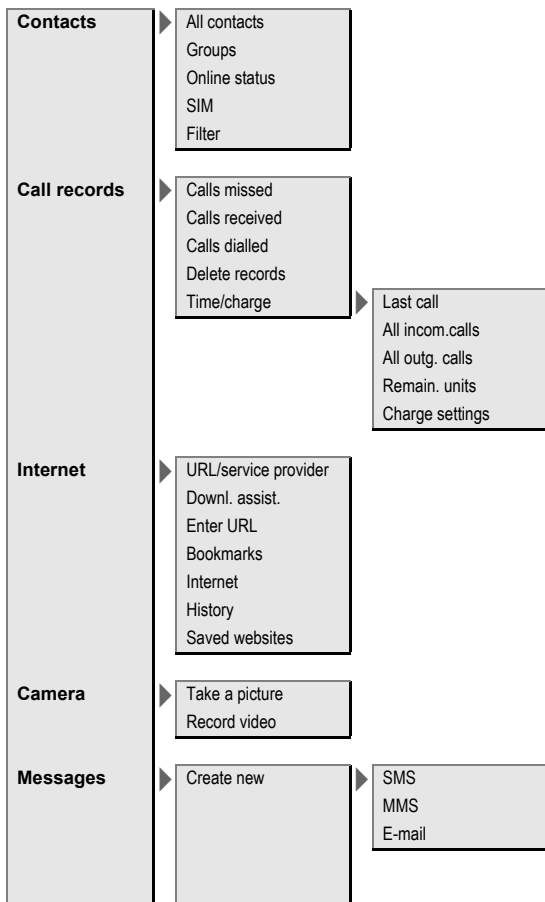 Contacts
All contacts
Groups
Online status
SIM
Filter
Call records
Calls missed
Calls received
Calls dialled
Delete records
Time/charge
Last call
All incom.calls
All outg. calls
Remain. units
Charge settings
Internet
URL/service provider
Downl. assist.
Enter URL
Bookmarks
Internet
History
Saved websites
Camera
Take a picture
Record video
Messages
Create new
SMS
MMS
E-mail